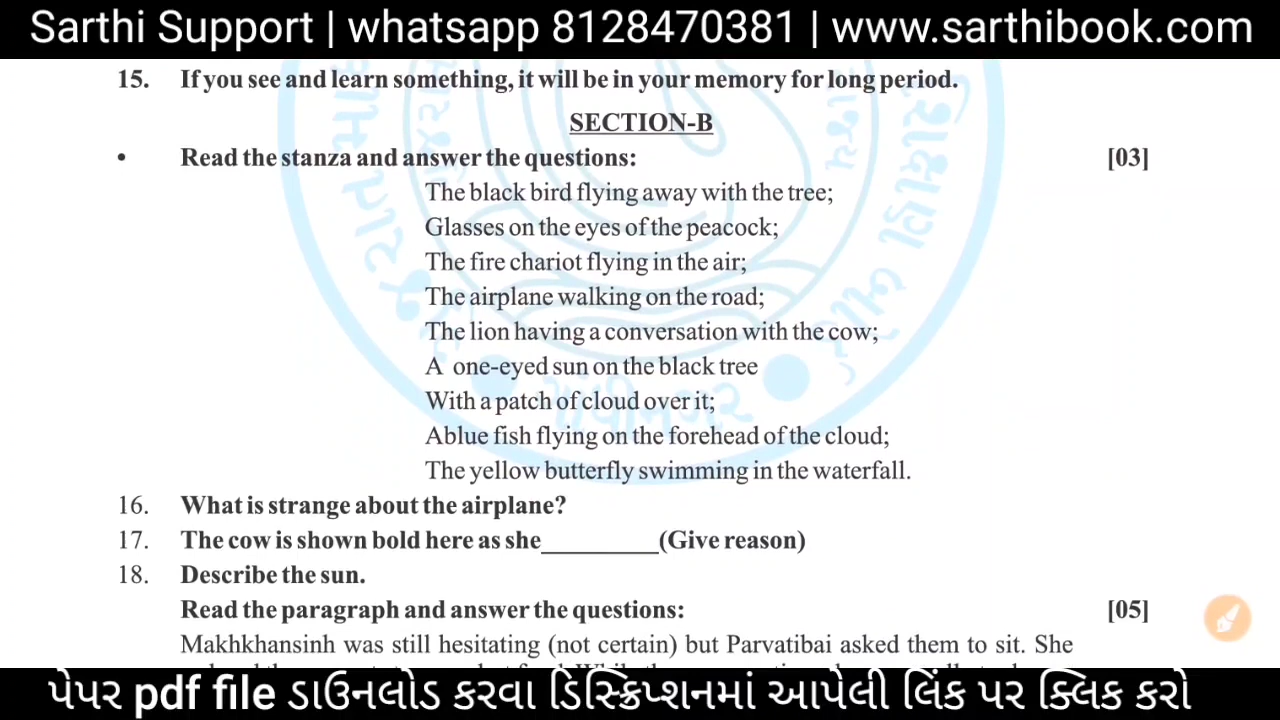 Sarthi Support | whatsapp 8128470381 | www.sarthibook.com
15. If you see and learn something, it will be in your memory for long period.
SECTION-B
• Read the stanza and answer the questions: [03]
The black bird flying away with the tree;
Glasses on the eyes of the peacock;
The fire chariot flying in the air;
The airplane walking on the road;
The lion having a conversation with the cow;
A one-eyed sun on the black tree
With a patch of cloud over it;
Ablue fish flying on the forehead of the cloud;
The yellow butterfly swimming in the waterfall.
16. What is strange about the airplane?
17. The cow is shown bold here as she_________(Give reason)
18. Describe the sun.
Read the paragraph and answer the questions: [05]
Makhkhansinh was still hesitating (not certain) but Parvatibai asked them to sit. She
પેપર pdf file ડાઉનલોડ કરવા ડિસ્ક્રિપ્શનમાં આપેલી લિંક પર ક્લિક કરો
ગાંધીનગર